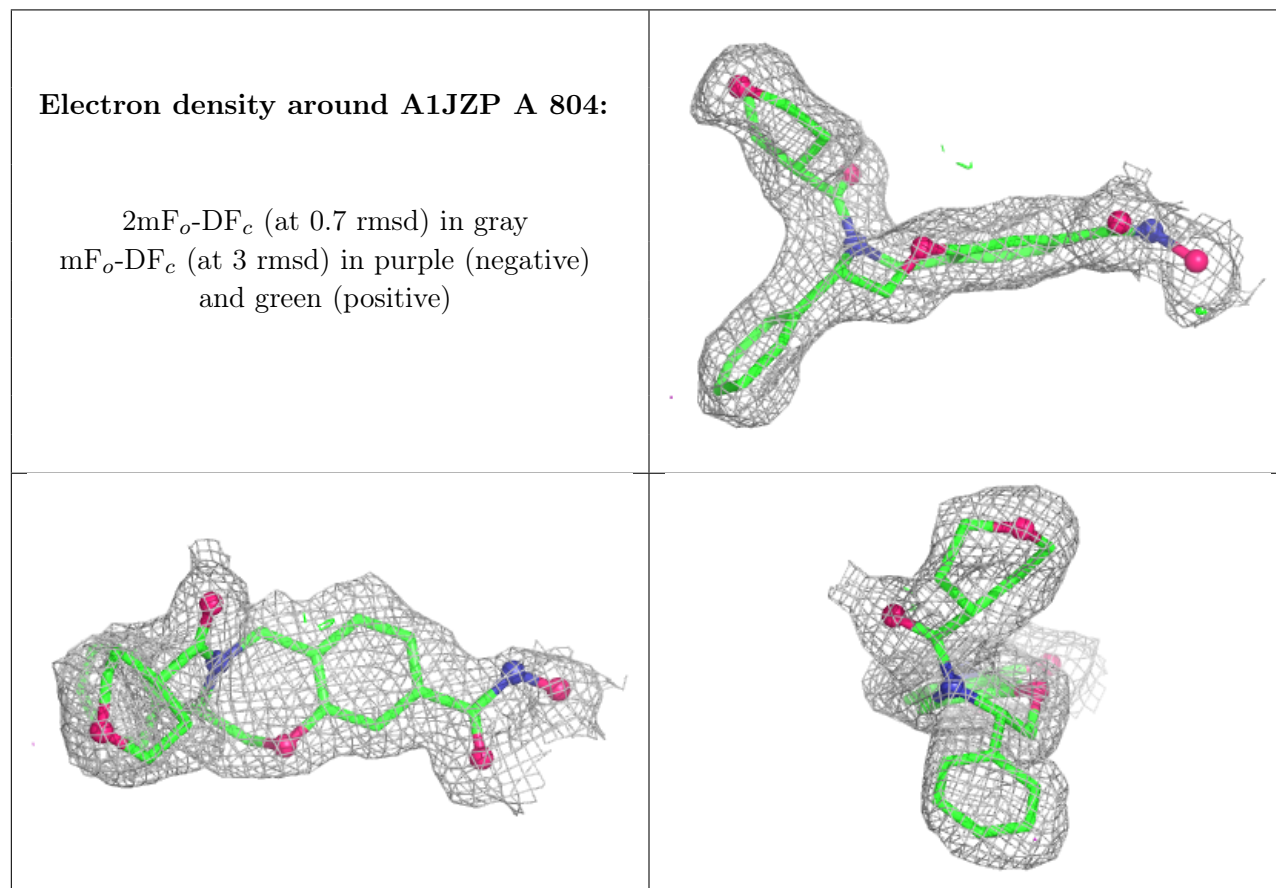 Electron density around A1JZP A 804:
2mFo-DFc (at 0.7 rmsd) in gray
mFo-DFc (at 3 rmsd) in purple (negative)
and green (positive)